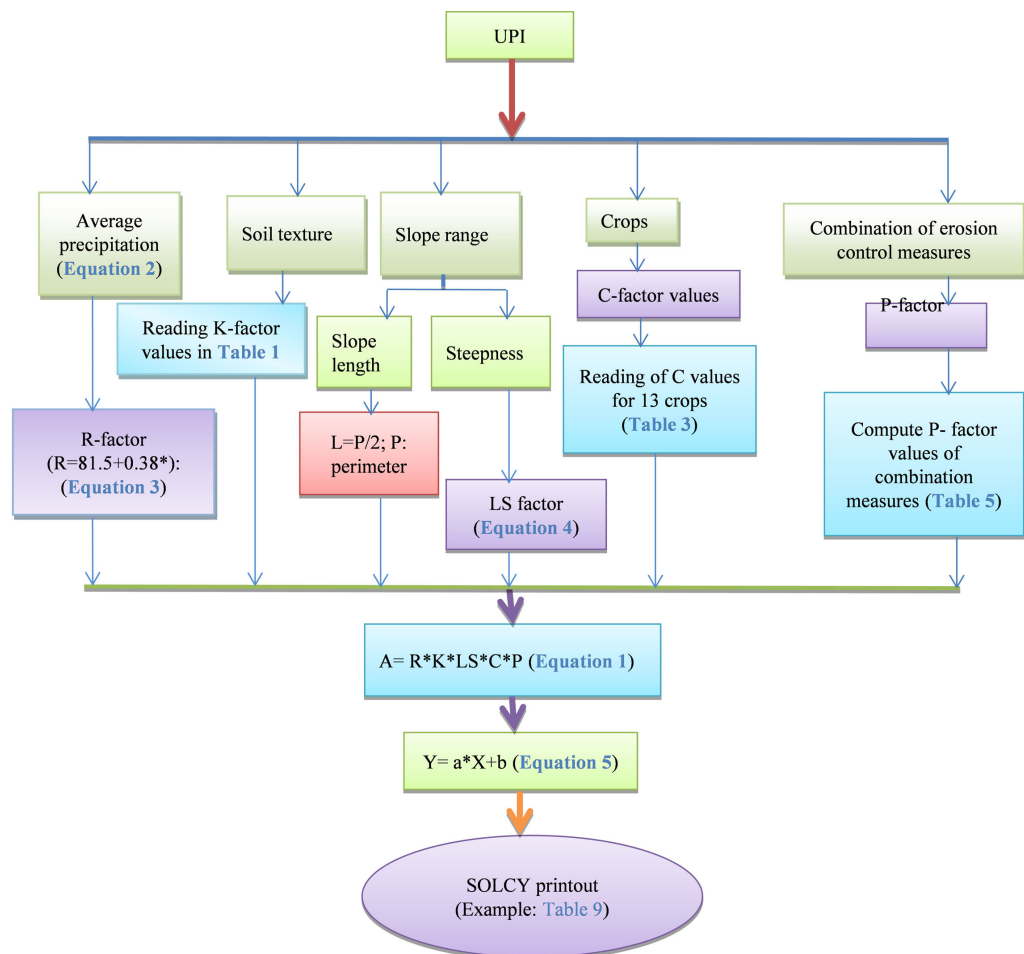 UPI
Average
precipitation
(Equation 2)
Soil texture
Slope range
Crops
Combination of erosion
control measures
Reading K-factor
values in Table 1
Slope
length
Steepness
C-factor values
P-factor
R-factor
(R=81.5+0.38*):
(Equation 3)
L=P/2; P:
perimeter
LS factor
(Equation 4)
Reading of C values
for 13 crops
(Table 3)
Compute P- factor
values of
combination
measures (Table 5)
A= R*K*LS*C*P (Equation 1)
Y= a*X+b (Equation 5)
SOLCY printout
(Example: Table 9)